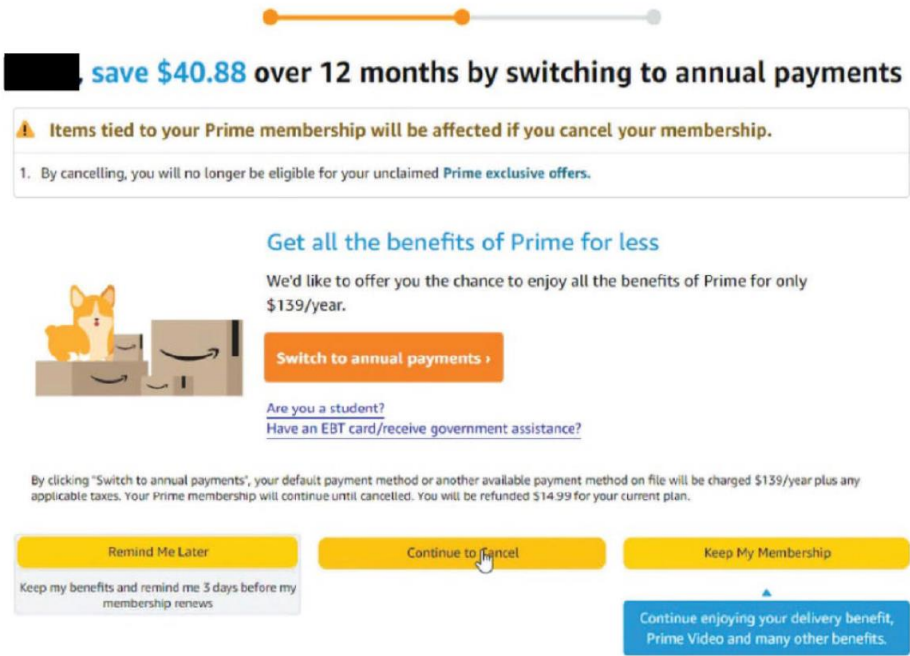 , save $40.88 over 12 months by switching to annual payments
Items tied to your Prime membership will be affected if you cancel your membership.
1. By cancelling, you will no longer be eligible for your unclaimed Prime exclusive offers.
Get all the benefits of Prime for less
We'd like to offer you the chance to enjoy all the benefits of Prime for only
$139/year.
Switch to annual payments ›
Are you a student?
Have an EBT card/receive government assistance?
By clicking "Switch to annual payments", your default payment method or another available payment method on file will be charged $139/year plus any
applicable taxes. Your Prime membership will continue until cancelled. You will be refunded $14.99 for your current plan.
Remind Me Later
Keep my benefits and remind me 3 days before my
membership renews
Continue to Cancel
Keep My Membership
Continue enjoying your delivery benefit,
Prime Video and many other benefits.